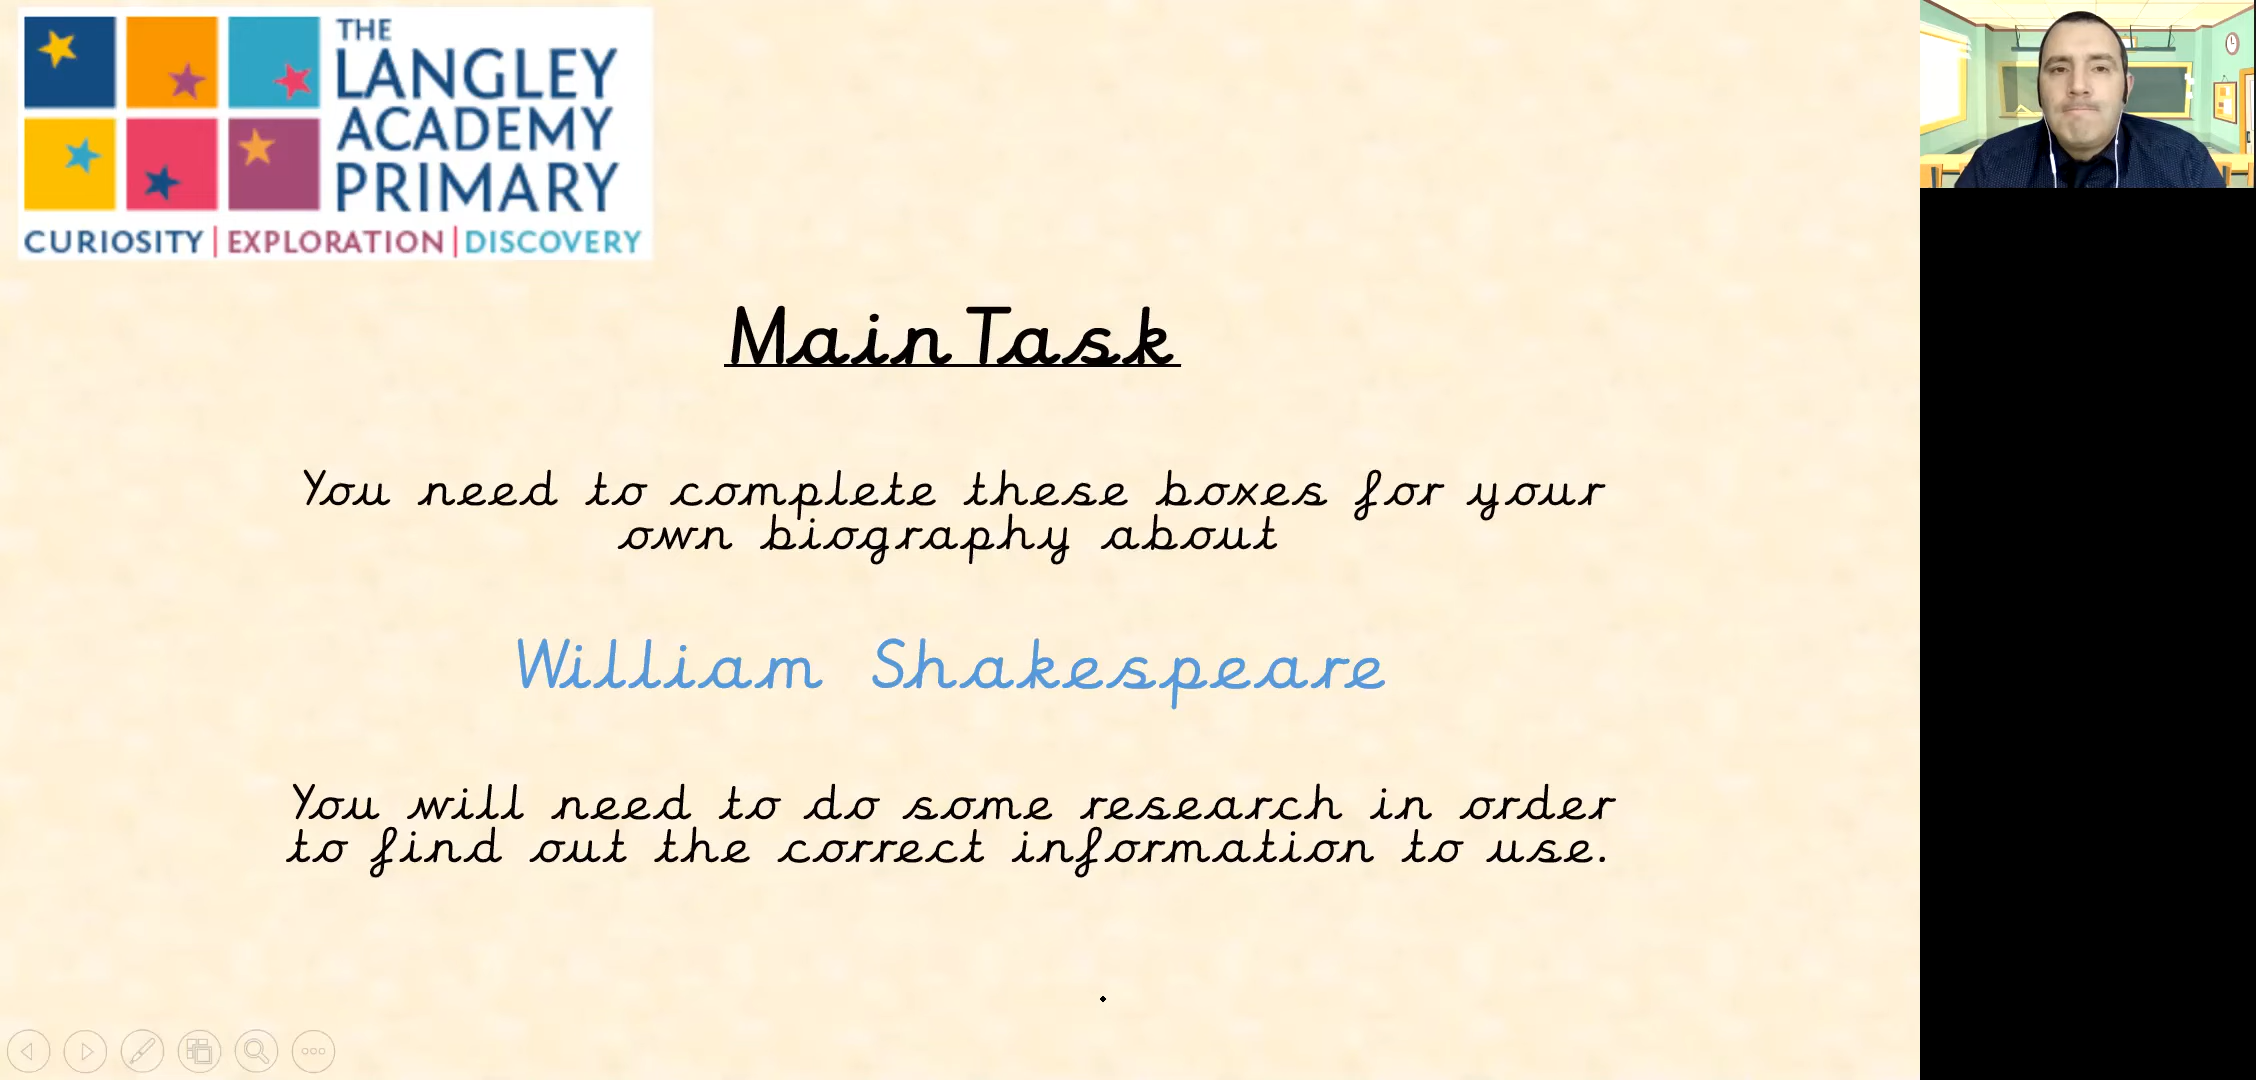 THE
LANGLEY
ACADEMY
PRIMARY
CURIOSITY | EXPLORATION | DISCOVERY
Main Task
You need to complete these boxes for your
own biography about
William Shakespeare
You will need to do some research in order
to find out the correct information to use.